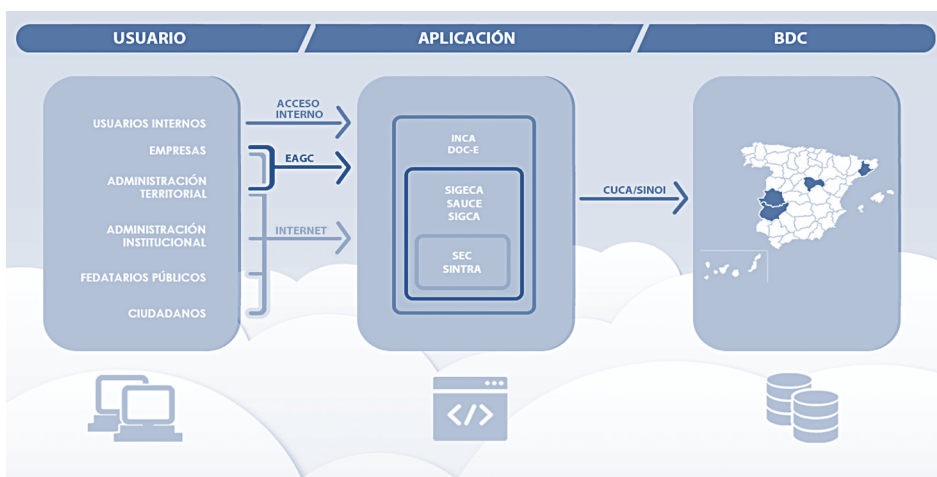 USUARIO
APLICACIÓN
BDC
USUARIOS INTERNOS
EMPRESAS
ADMINISTRACIÓN
TERRITORIAL
ADMINISTRACIÓN
INSTITUCIONAL
FEDATARIOS PÚBLICOS
CIUDADANOS
ACCESO
INTERNO
EAGC
INTERNET
INCA
DOC-E
SIGECA
SAUCE
SIGCA
SEC
SINTRA
CUCA/SINOI
</>